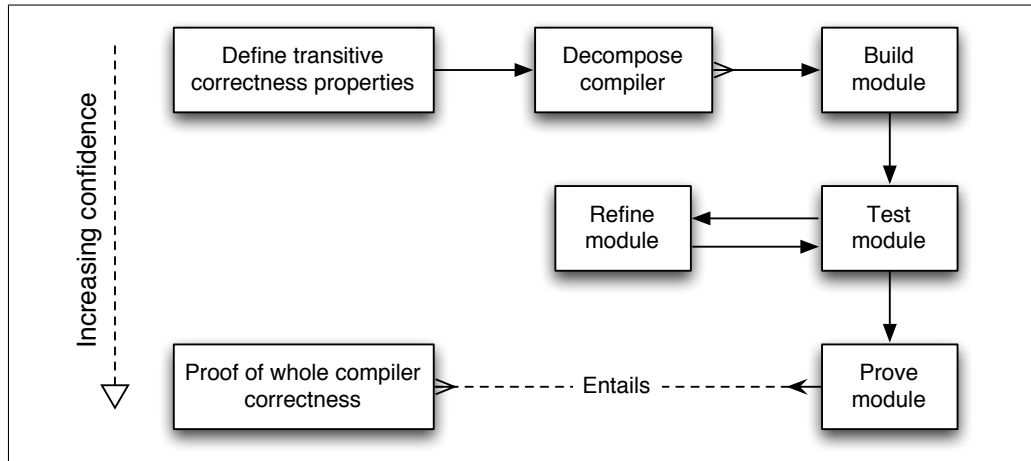 Define transitive
correctness properties
Decompose
compiler
Build
module
Increasing confidence
Refine
module
Test
module
Proof of whole compiler
correctness
Entails
Prove
module